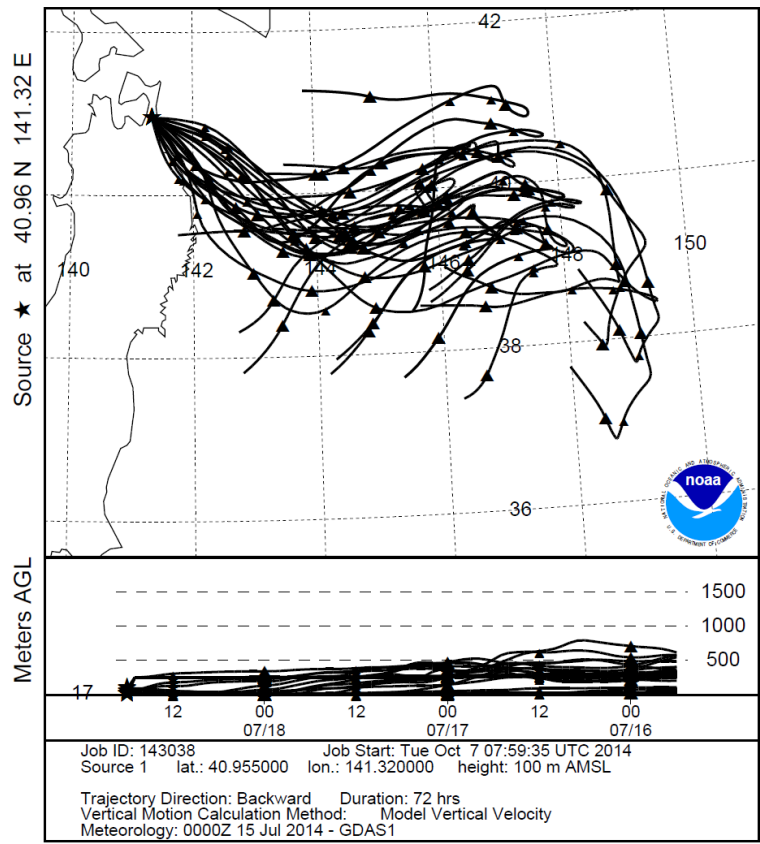 Source ★ at 40.96 N 141.32 E
42
40
150
140
142
144
146
148
38
36
noaa
NATIONAL OCEANIC AND ATMOSPHERIC ADMINISTRATION
U.S. DEPARTMENT OF COMMERCE
Meters AGL
1500
1000
500
17
12 00 12 00 12 00
07/18 07/17 07/16
Job ID: 143038 Job Start: Tue Oct 7 07:59:35 UTC 2014
Source 1 lat.: 40.955000 lon.: 141.320000 height: 100 m AMSL
Trajectory Direction: Backward Duration: 72 hrs
Vertical Motion Calculation Method: Model Vertical Velocity
Meteorology: 0000Z 15 Jul 2014 - GDAS1